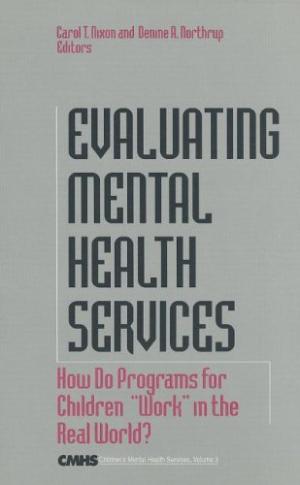 Carol T. Nixon and Denine A. Northrup
Editors
EVALUATING
MENTAL
HEALTH
SERVICES
How Do Programs for
Children "Work" in the
Real World?
CMHS Children's Mental Health Services, Volume 3